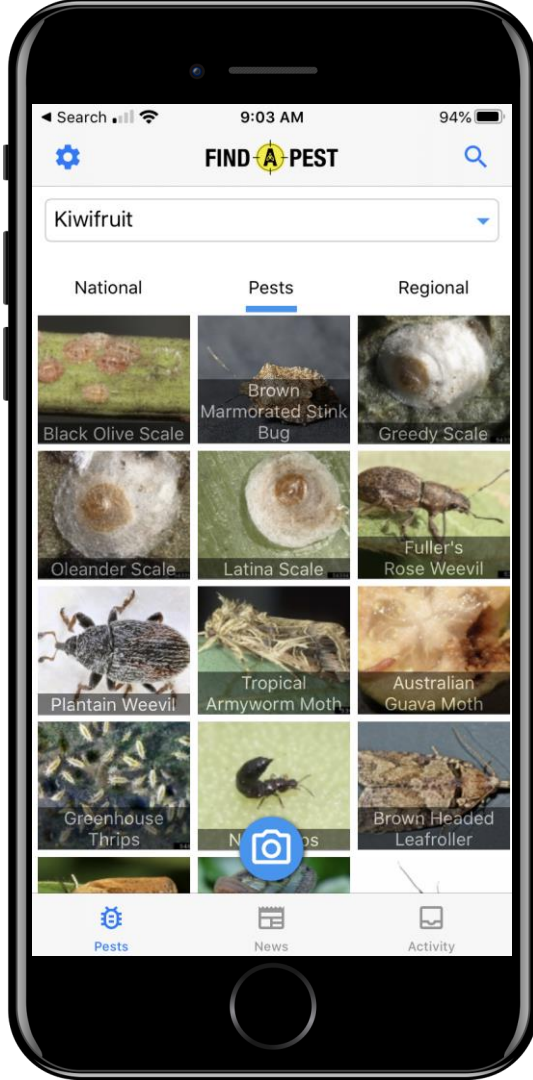 ◀ Search
9:03 AM
94%
FIND A PEST
Kiwifruit
National
Pests
Regional
Black Olive Scale
Brown
Marmorated Stink
Bug
Greedy Scale
Oleander Scale
Latina Scale
Fuller's
Rose Weevil
Plantain Weevil
Tropical
Armyworm Moth
Australian
Guava Moth
Greenhouse
Thrips
Brown Headed
Leafroller
Pests
News
Activity